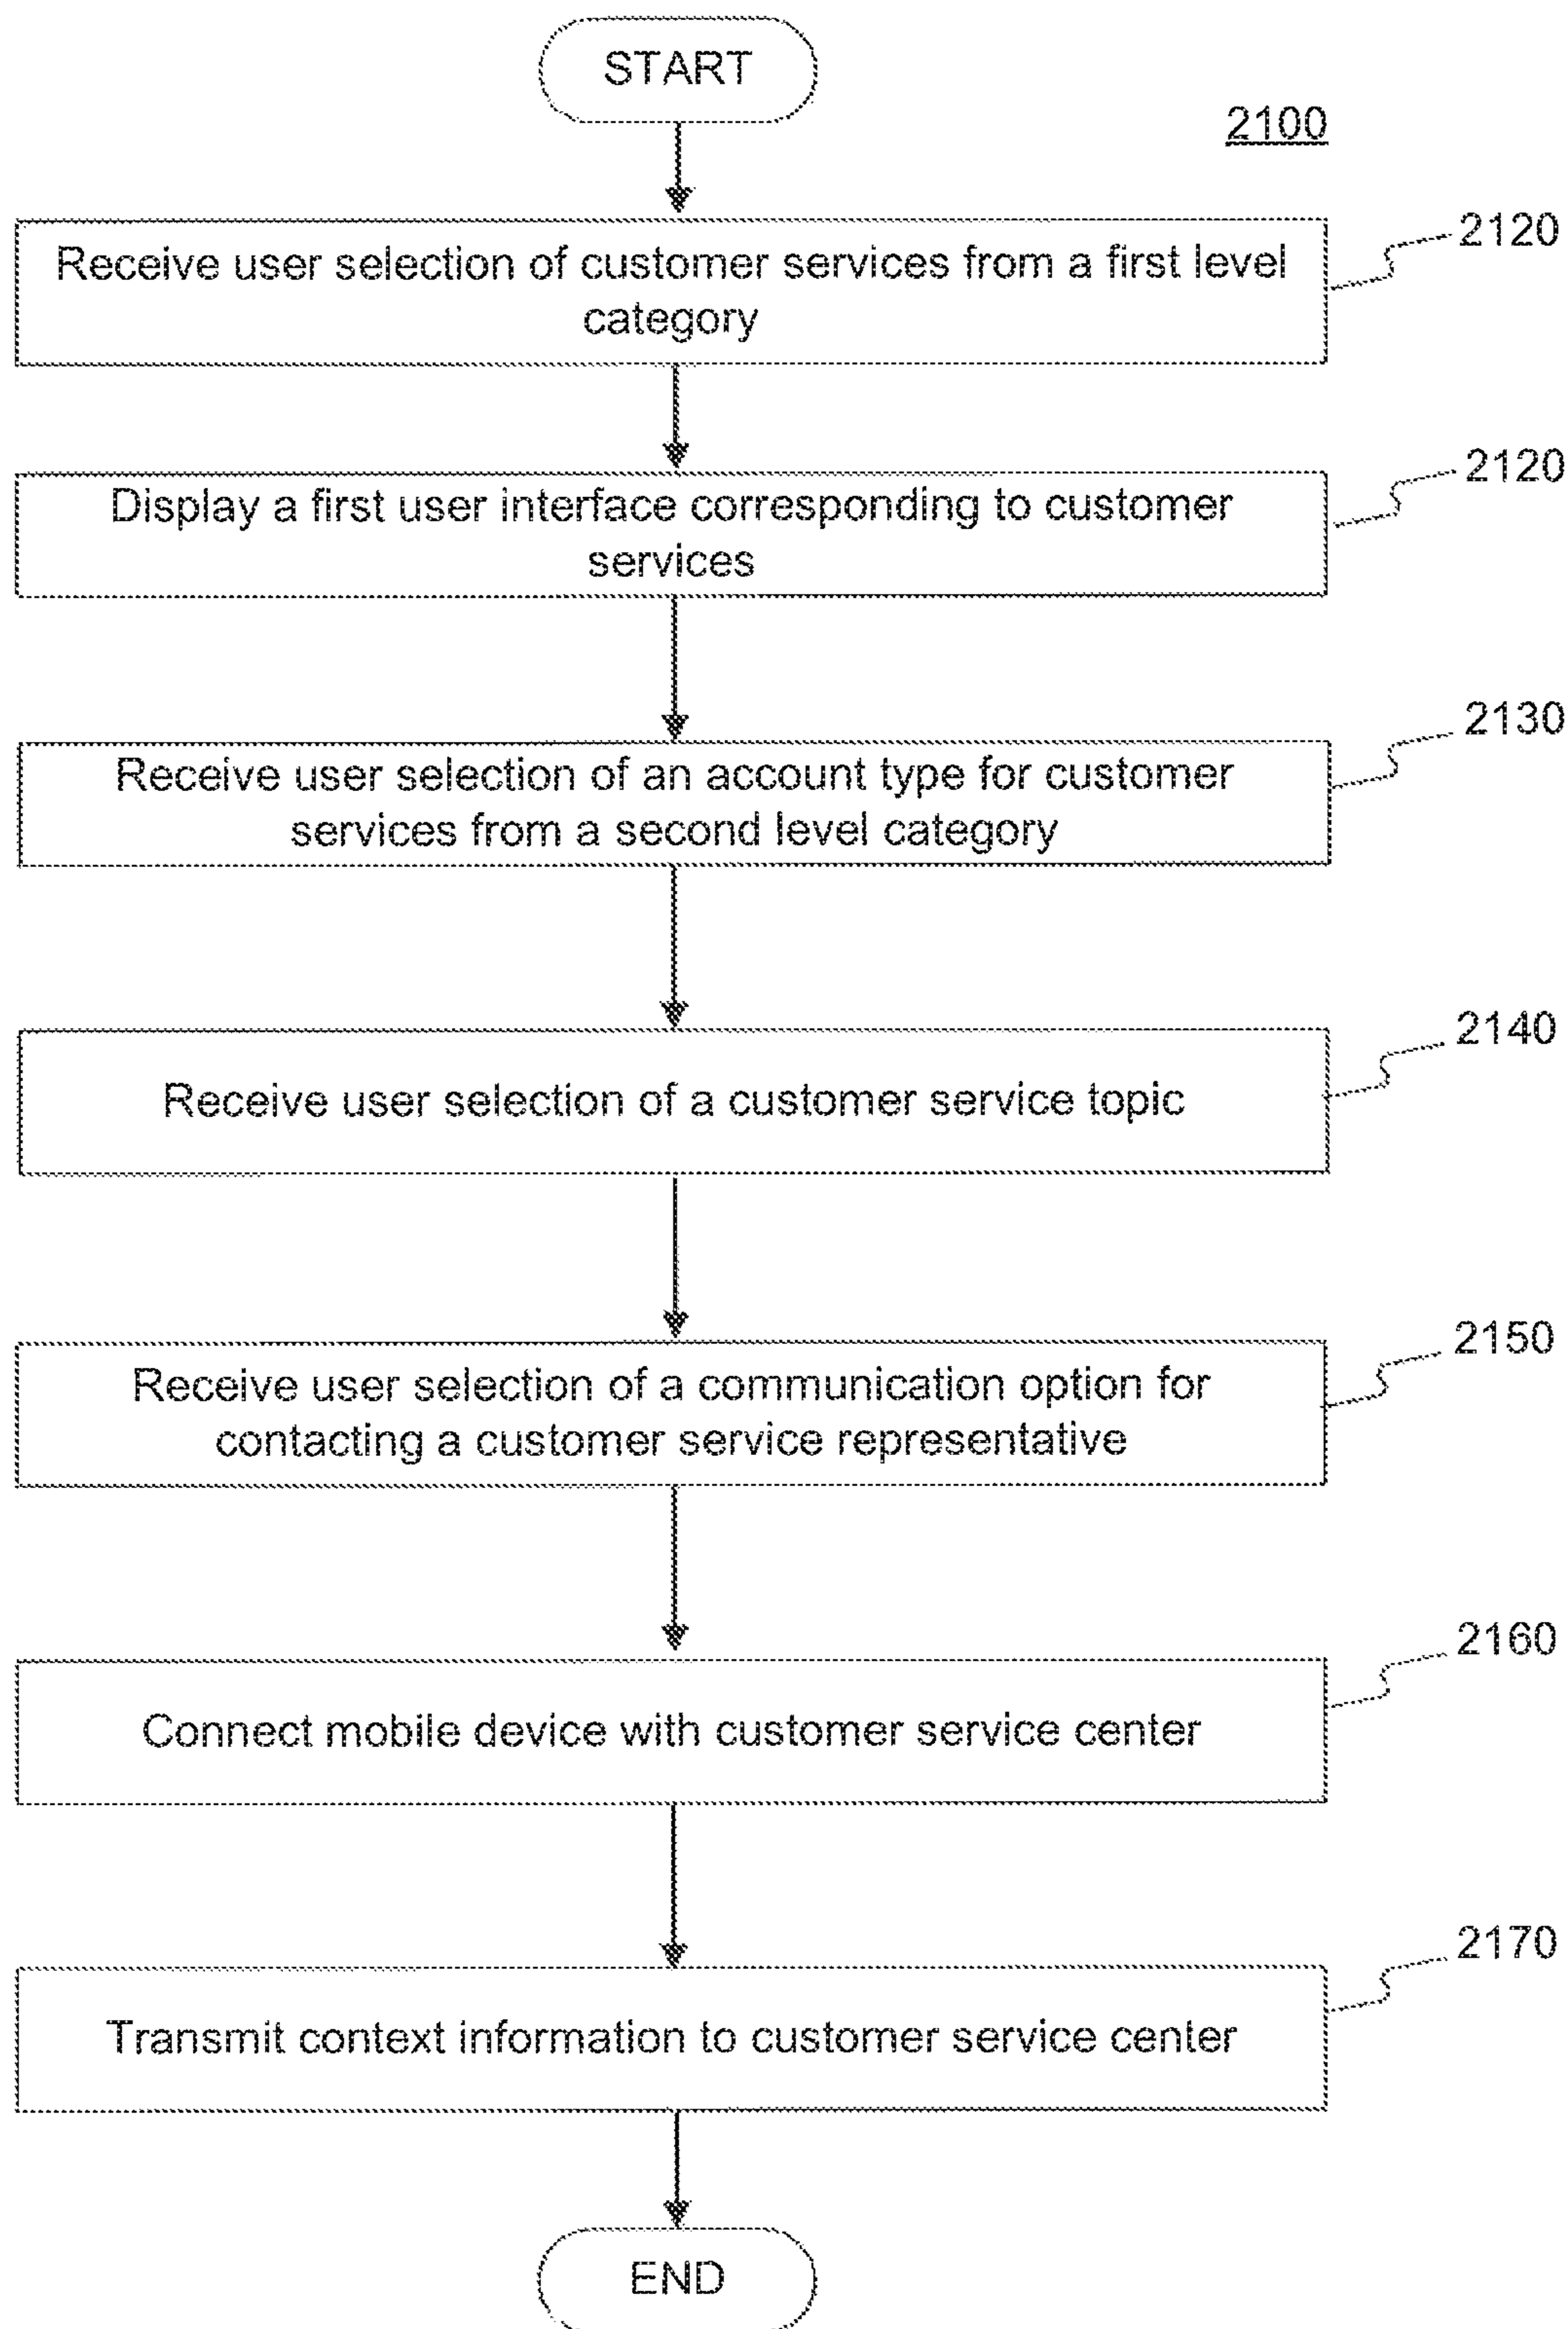 START
2100
2120
Receive user selection of customer services from a first level
category
2120
Display a first user interface corresponding to customer
services
2130
Receive user selection of an account type for customer
services from a second level category
2140
Receive user selection of a customer service topic
2150
Receive user selection of a communication option for
contacting a customer service representative
2160
Connect mobile device with customer service center
2170
Transmit context information to customer service center
END